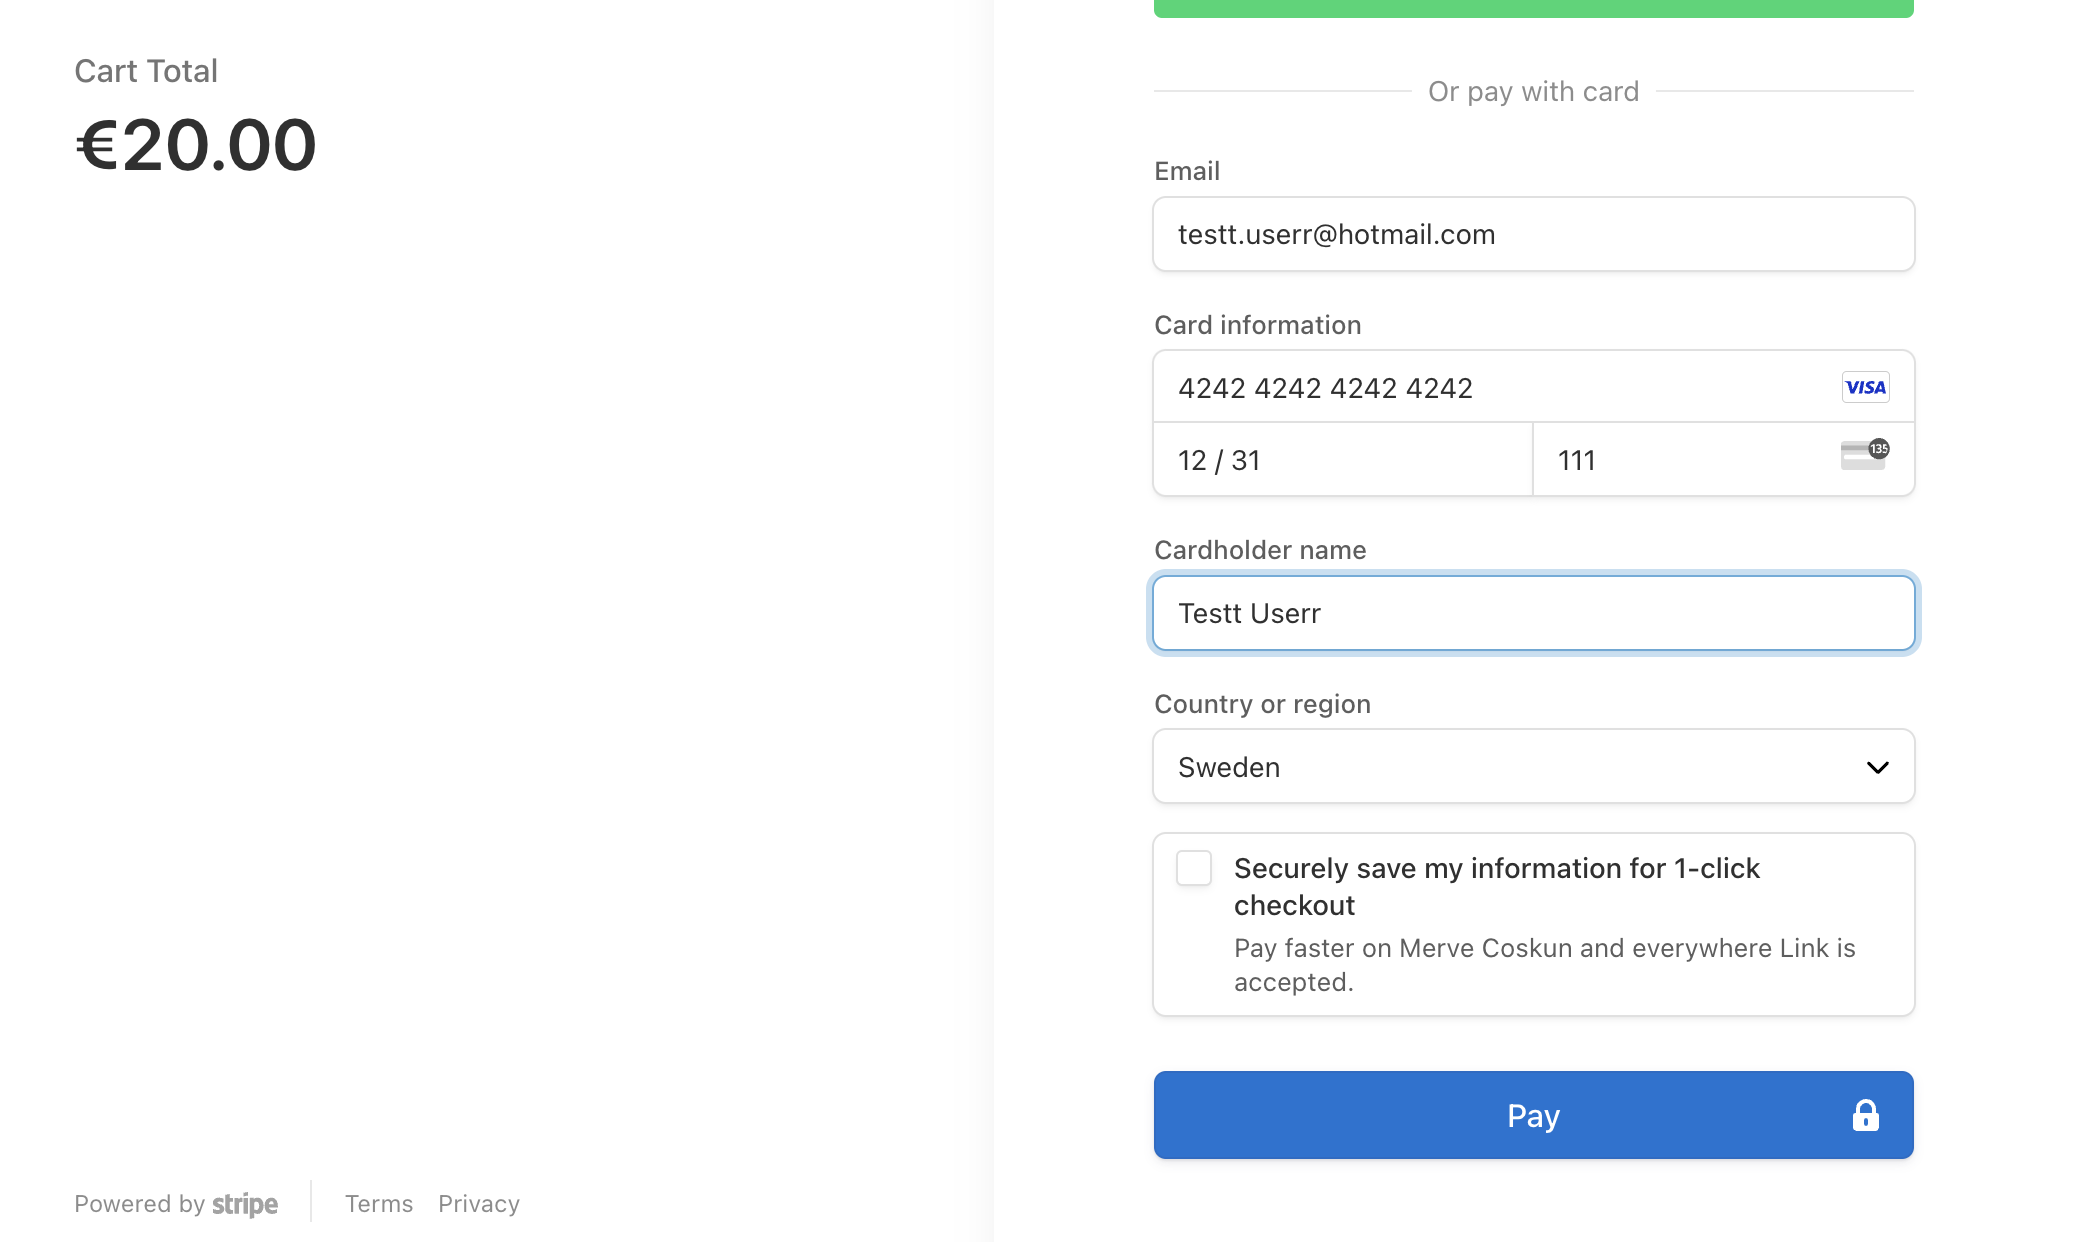 Cart Total
€20.00
Or pay with card
Email
testt.userr@hotmail.com
Card information
4242 4242 4242 4242
VISA
12 / 31
111
135
Cardholder name
Testt Userr
Country or region
Sweden
Securely save my information for 1-click
checkout
Pay faster on Merve Coskun and everywhere Link is
accepted.
Pay
Powered by stripe
Terms
Privacy